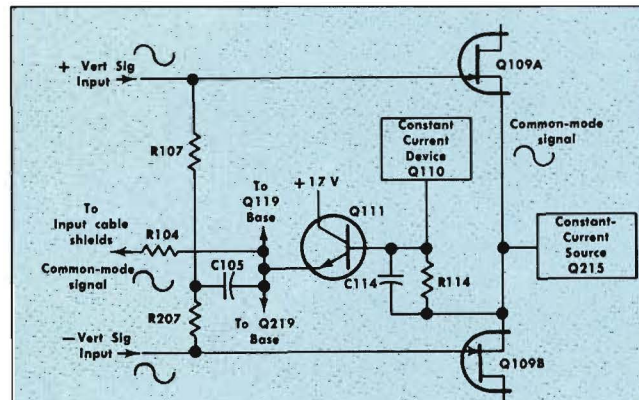 + Vert Sig
Input
Q109A
R107
Constant
Current
Device
Q110
Common-mode
signal
To
Q119
Base
+17 V
Q111
To
Input cable
shields
R104
Constant-
Current
Source
Q215
Common-mode
signal
C105
C114
R114
R207
To Q219
Base
−Vert Sig
Input
Q109B